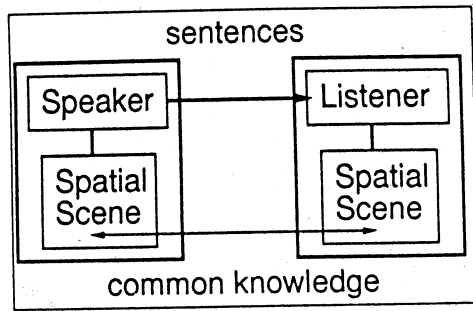 sentences
Speaker
Listener
Spatial
Scene
Spatial
Scene
common knowledge